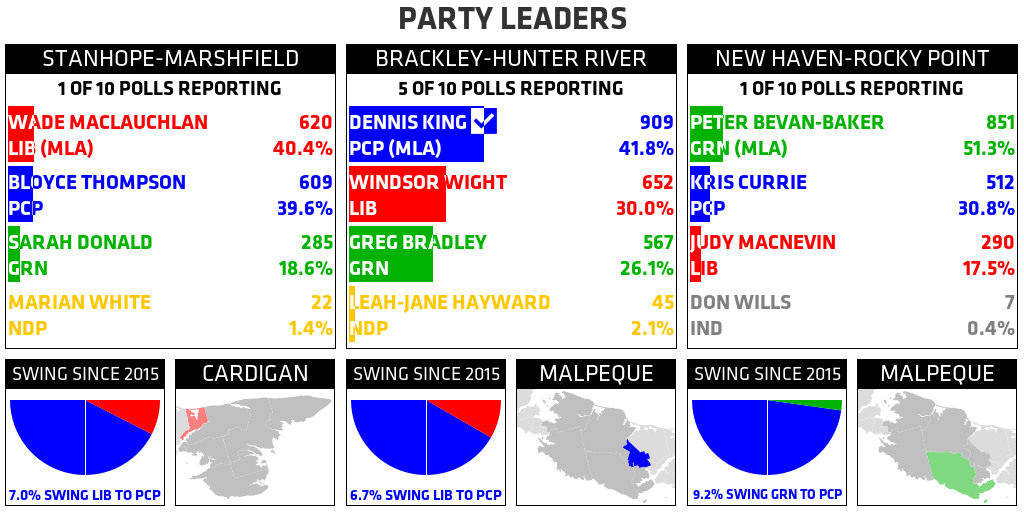 PARTY LEADERS
STANHOPE-MARSHFIELD
1 OF 10 POLLS REPORTING
WADE MACLAUCHLAN 620
LIB (MLA) 40.4%
BLOYCE THOMPSON 609
PCP 39.6%
SARAH DONALD 285
GRN 18.6%
MARIAN WHITE 22
NDP 1.4%
SWING SINCE 2015
7.0% SWING LIB TO PCP
CARDIGAN
BRACKLEY-HUNTER RIVER
5 OF 10 POLLS REPORTING
DENNIS KING 909
PCP (MLA) 41.8%
WINDSOR WIGHT 652
LIB 30.0%
GREG BRADLEY 567
GRN 26.1%
LEAH-JANE HAYWARD 45
NDP 2.1%
SWING SINCE 2015
6.7% SWING LIB TO PCP
MALPEQUE
NEW HAVEN-ROCKY POINT
1 OF 10 POLLS REPORTING
PETER BEVAN-BAKER 851
GRN (MLA) 51.3%
KRIS CURRIE 512
PCP 30.8%
JUDY MACNEVIN 290
LIB 17.5%
DON WILLS 7
IND 0.4%
SWING SINCE 2015
9.2% SWING GRN TO PCP
MALPEQUE